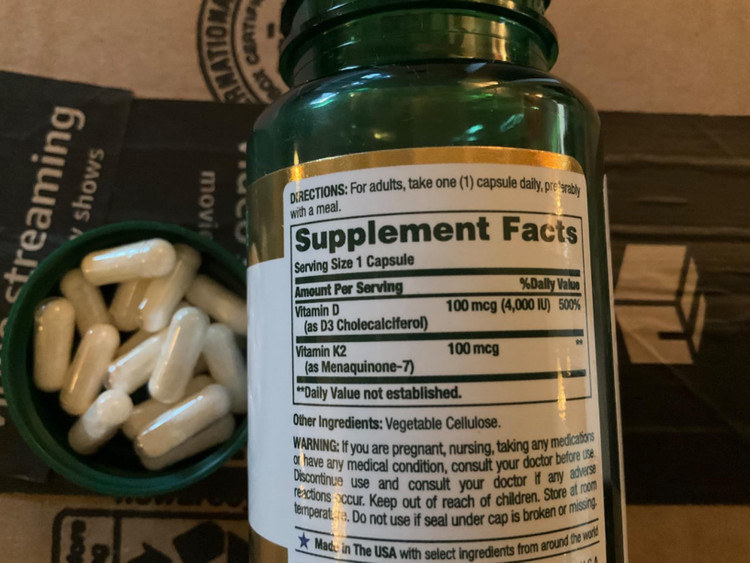 DIRECTIONS: For adults, take one (1) capsule daily, preferably
with a meal.
Supplement Facts
Serving Size 1 Capsule
Amount Per Serving %Daily Value
Vitamin D 100 mcg (4,000 IU) 500%
(as D3 Cholecalciferol)
Vitamin K2 100 mcg **
(as Menaquinone-7)
**Daily Value not established.
Other Ingredients: Vegetable Cellulose.
WARNING: If you are pregnant, nursing, taking any medications
or have any medical condition, consult your doctor before use.
Discontinue use and consult your doctor if any adverse
reactions occur. Keep out of reach of children. Store at room
temperature. Do not use if seal under cap is broken or missing.
Made in The USA with select ingredients from around the world
streaming
shows
movi